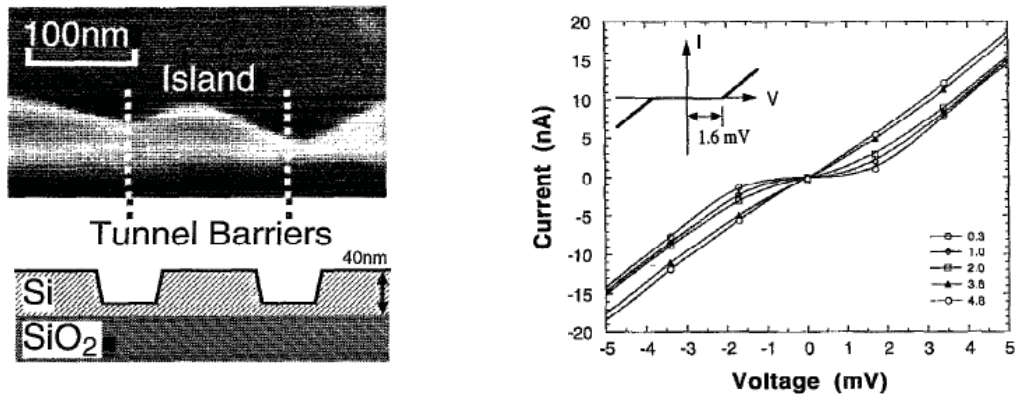 100nm
Island
Tunnel Barriers
40nm
Si
SiO2
Current (nA)
20
15
10
5
0
-5
-10
-15
-20
I
V
1.6 mV
0.3
1.0
2.0
3.8
4.8
-5 -4 -3 -2 -1 0 1 2 3 4 5
Voltage (mV)